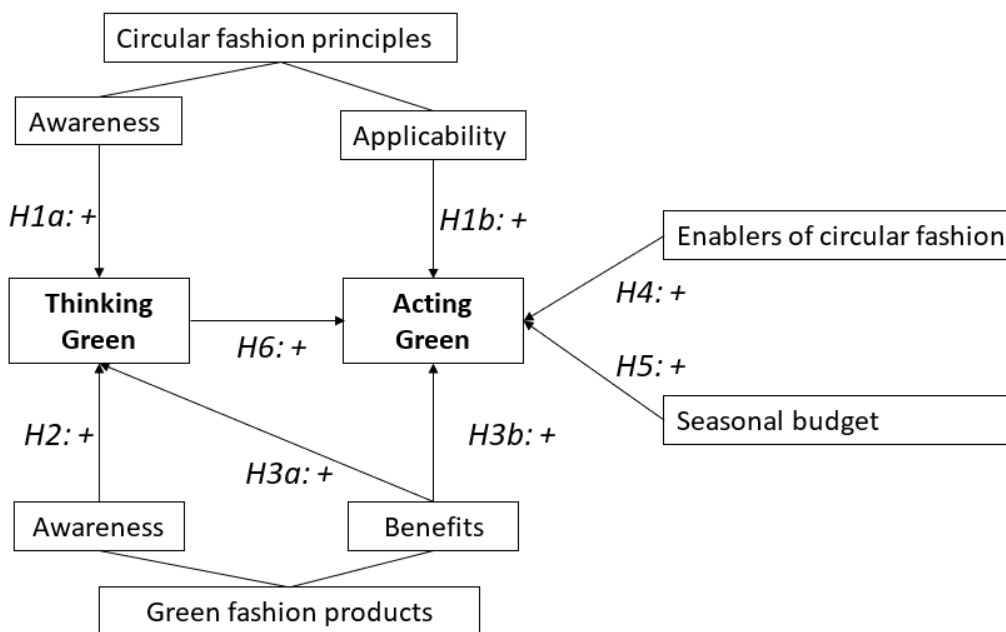 Circular fashion principles
Awareness
Applicability
H1a: +
H1b: +
Enablers of circular fashion
Thinking
Green
Acting
Green
H4: +
H6: +
H5: +
H2: +
H3b: +
Seasonal budget
H3a: +
Awareness
Benefits
Green fashion products